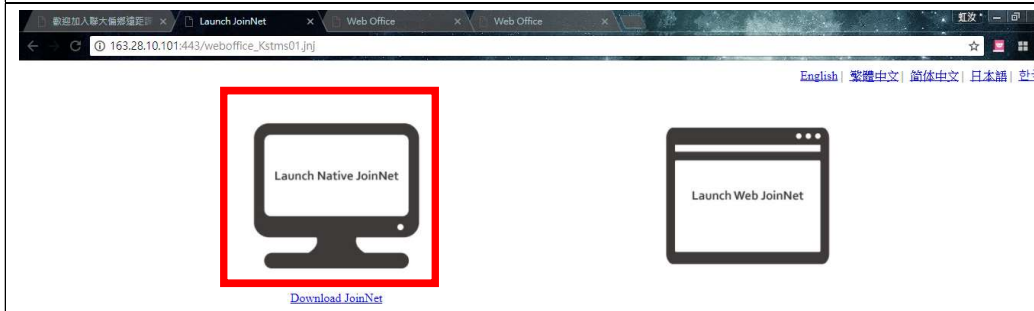 歡迎加入聯大偏鄉遠距
Launch JoinNet
Web Office
Web Office
虹汝
163.28.10.101:443/weboffice_Kstms01.jnj
English | 繁體中文 | 简体中文 | 日本語 |
Launch Native JoinNet
Launch Web JoinNet
Download JoinNet